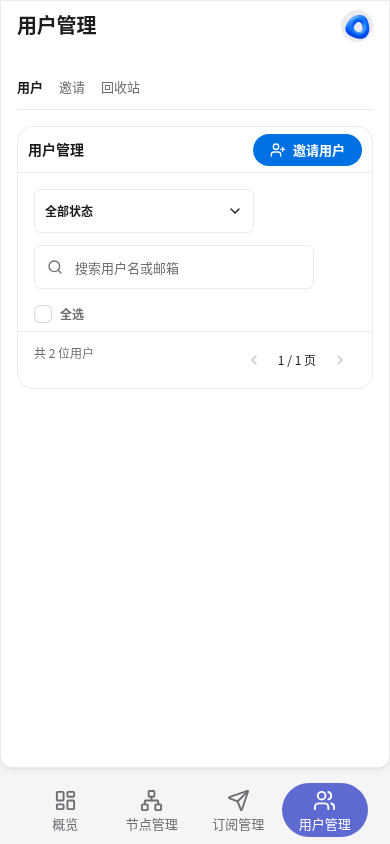 用户管理
用户 邀请 回收站
用户管理 邀请用户
全部状态
搜索用户名或邮箱
全选
共 2 位用户 1 / 1 页
概览 节点管理 订阅管理 用户管理